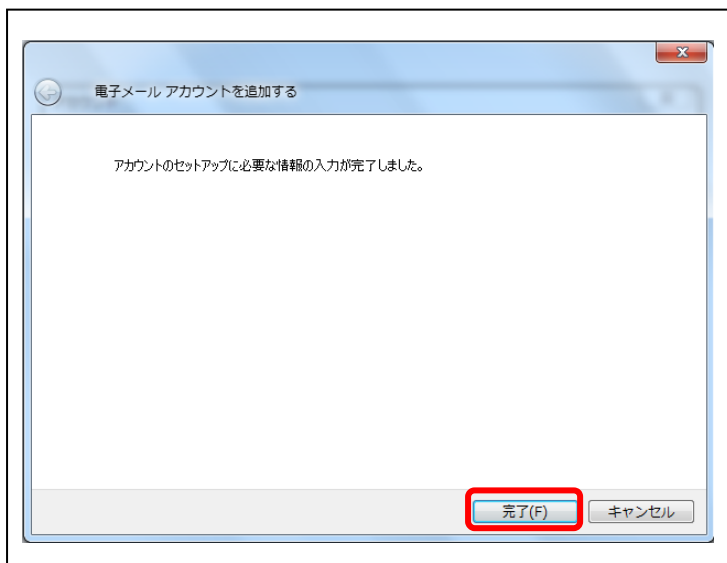 電子メール アカウントを追加する
アカウントのセットアップに必要な情報の入力が完了しました。
完了(F)
キャンセル